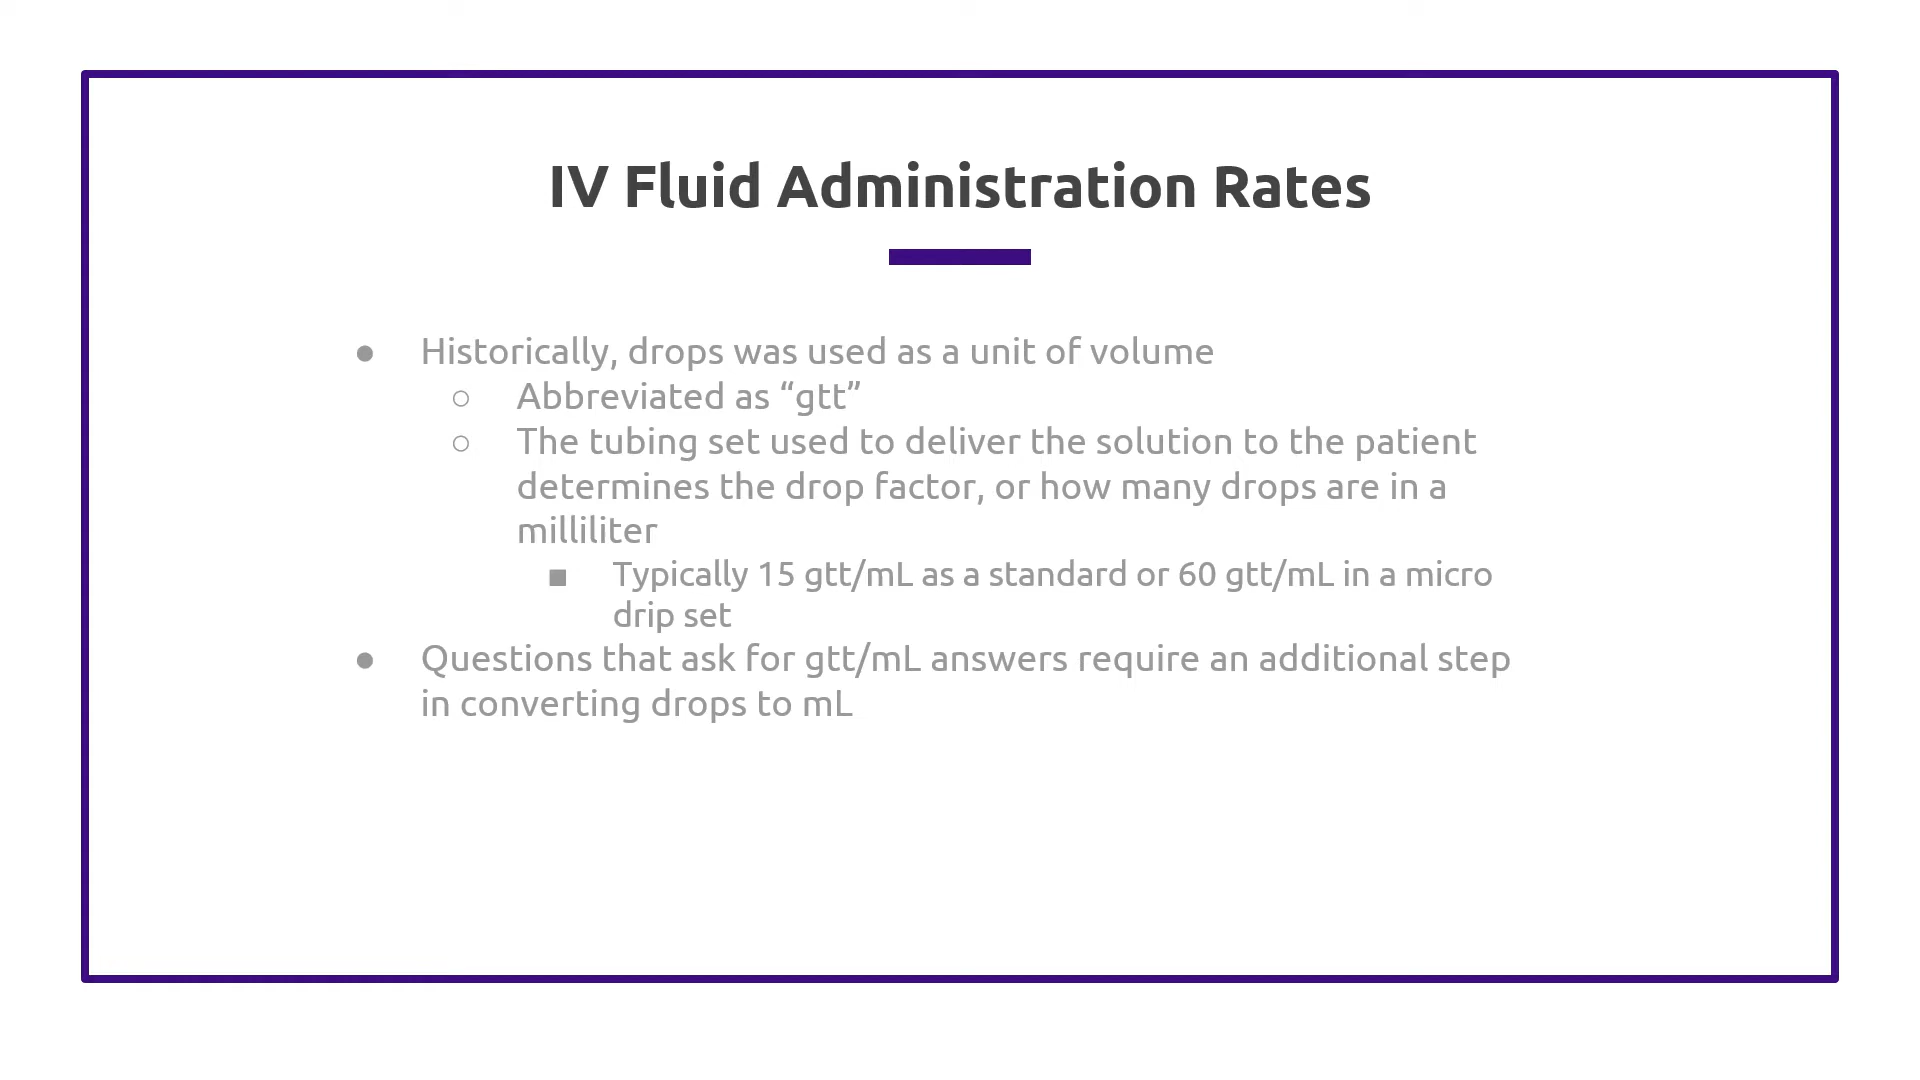 IV Fluid Administration Rates
● Historically, drops was used as a unit of volume
○ Abbreviated as “gtt”
○ The tubing set used to deliver the solution to the patient
determines the drop factor, or how many drops are in a
milliliter
■ Typically 15 gtt/mL as a standard or 60 gtt/mL in a micro
drip set
● Questions that ask for gtt/mL answers require an additional step
in converting drops to mL